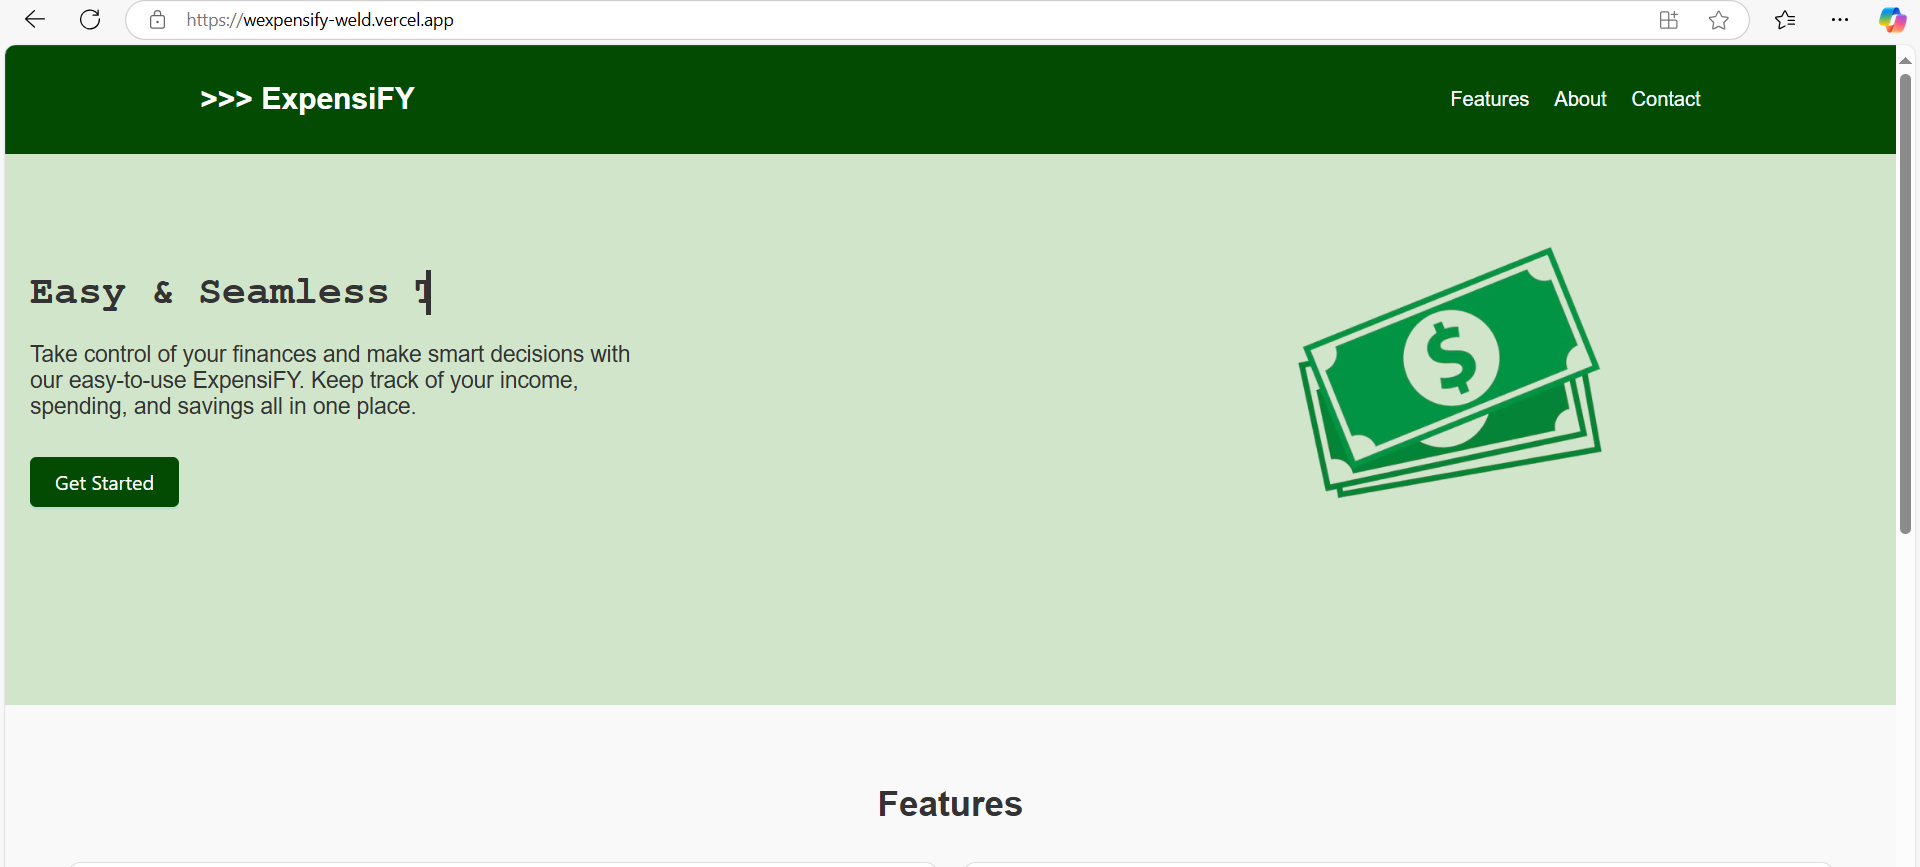 https://wexpensify-weld.vercel.app
>>> ExpensiFY
Features About Contact
Easy & Seamless T
Take control of your finances and make smart decisions with
our easy-to-use ExpensiFY. Keep track of your income,
spending, and savings all in one place.
Get Started
$
Features